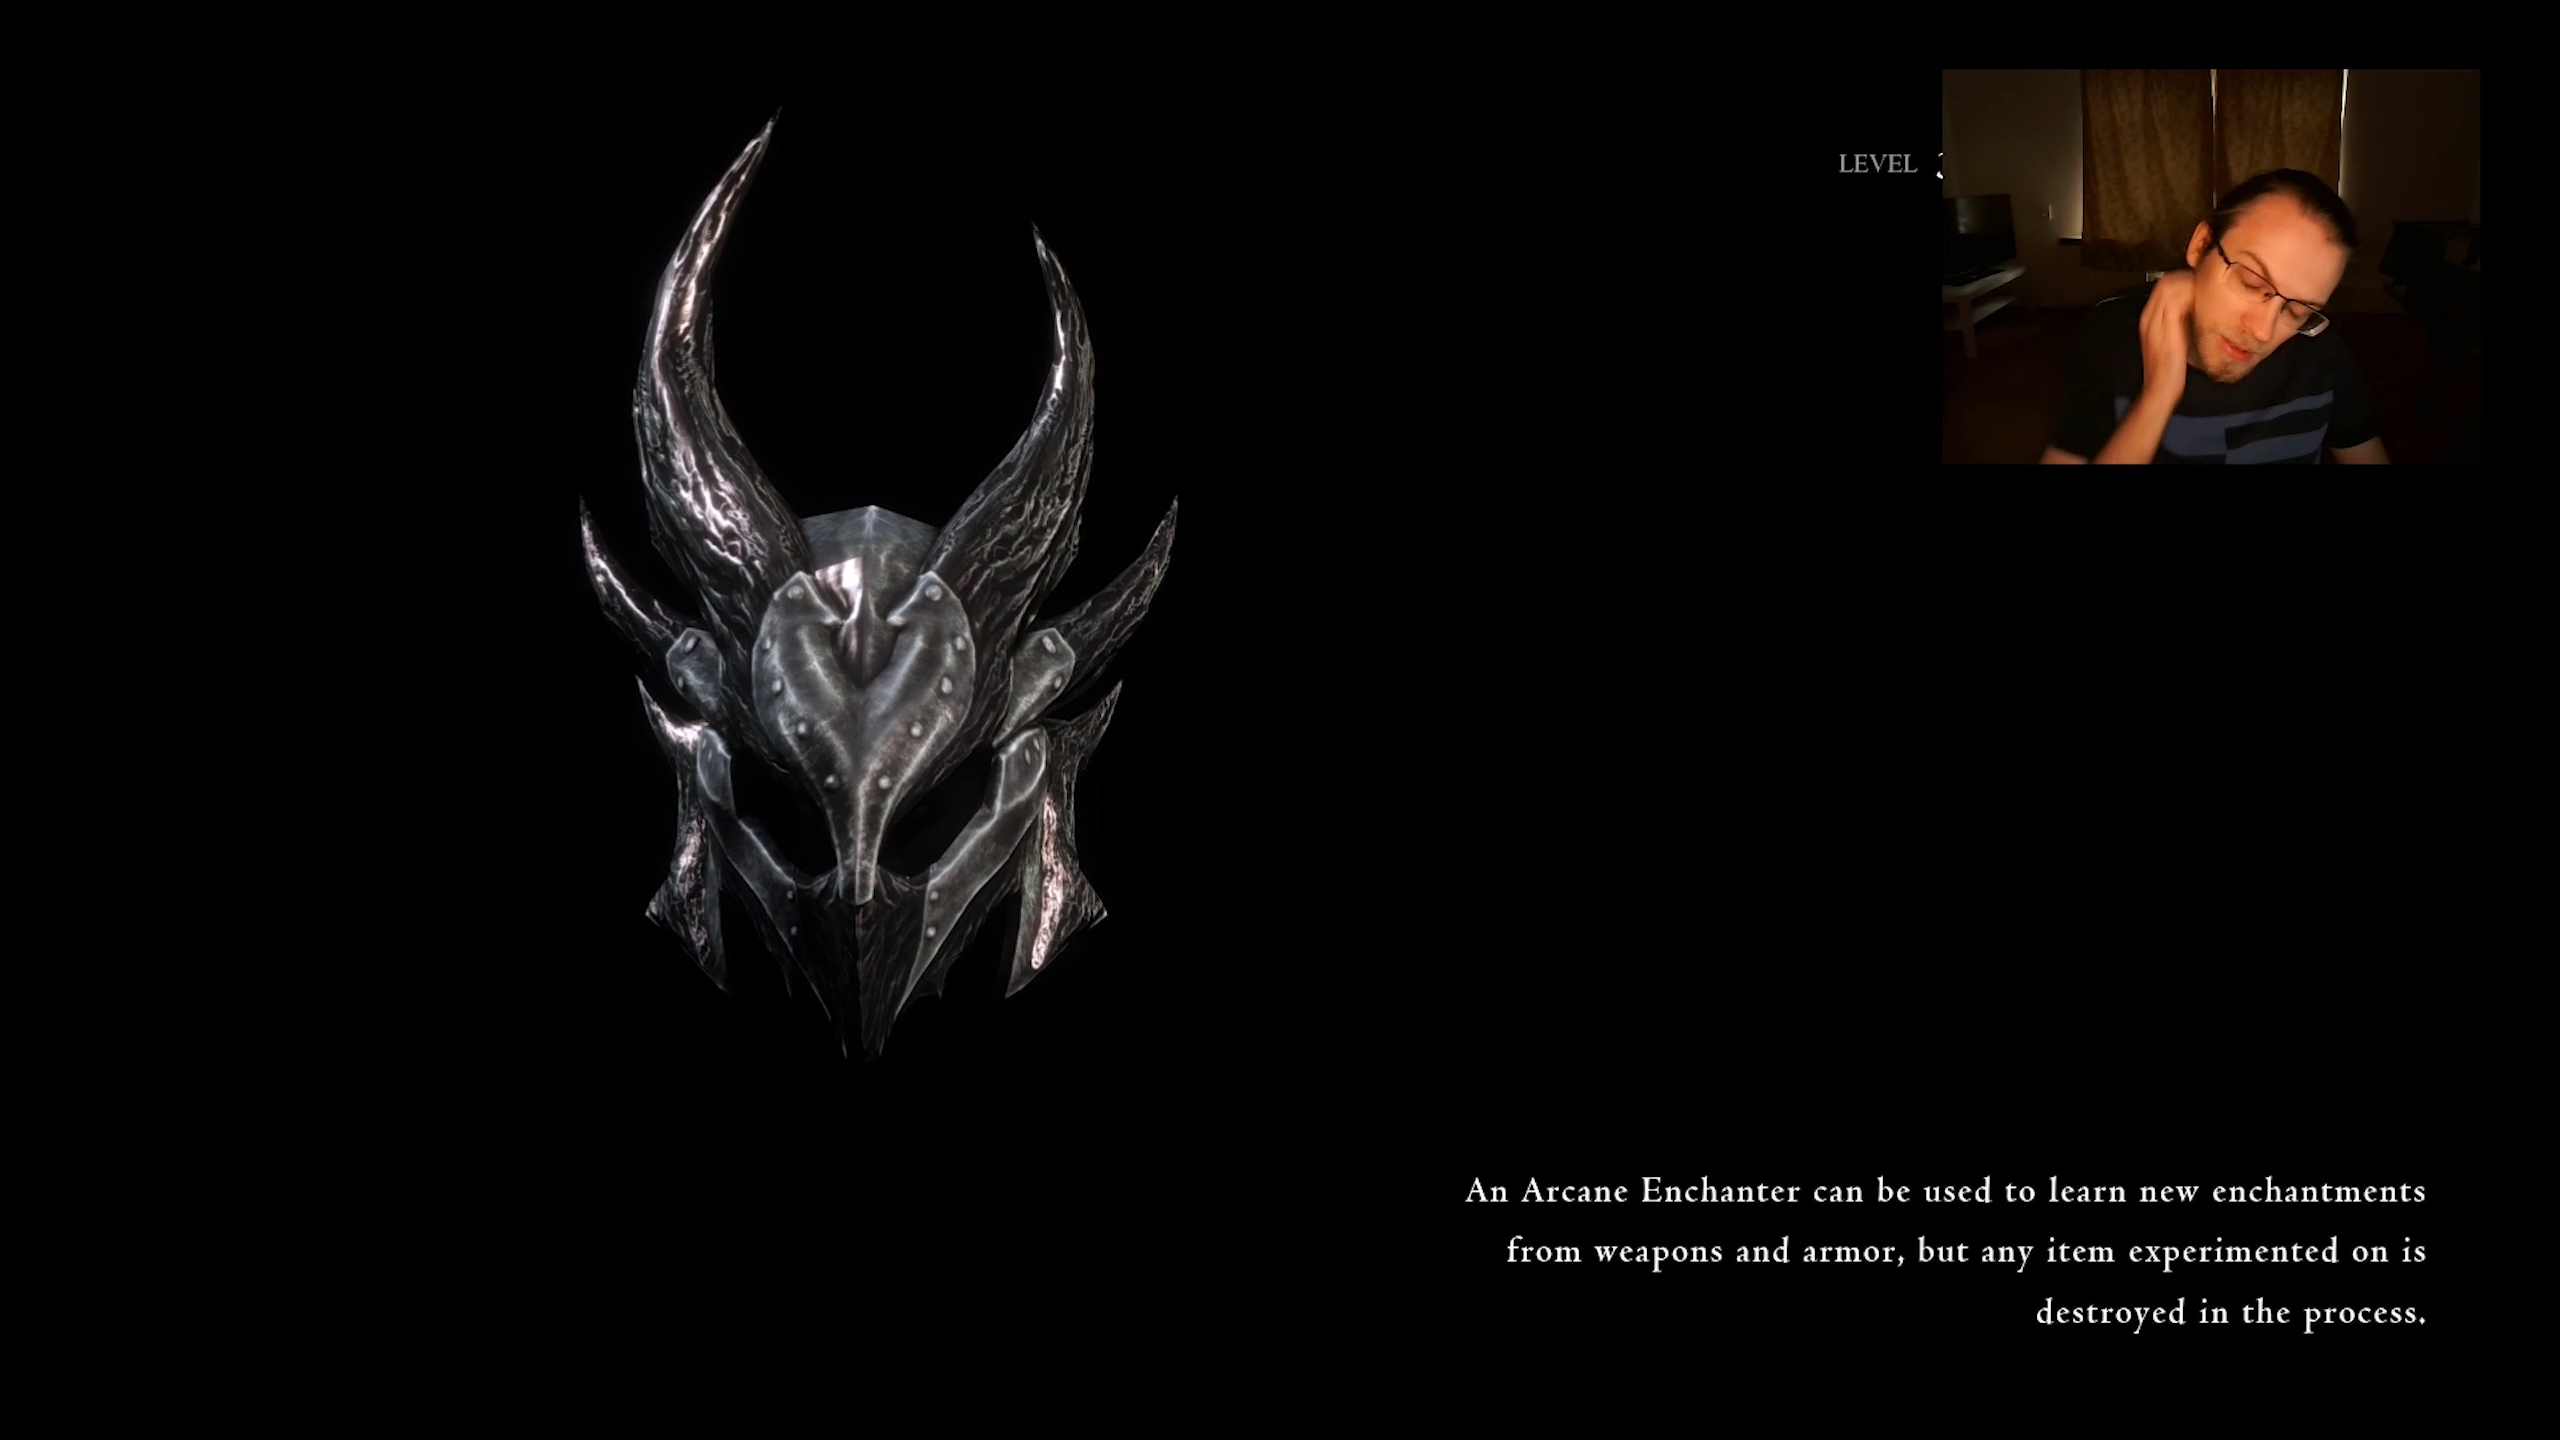 LEVEL
An Arcane Enchanter can be used to learn new enchantments
from weapons and armor, but any item experimented on is
destroyed in the process.